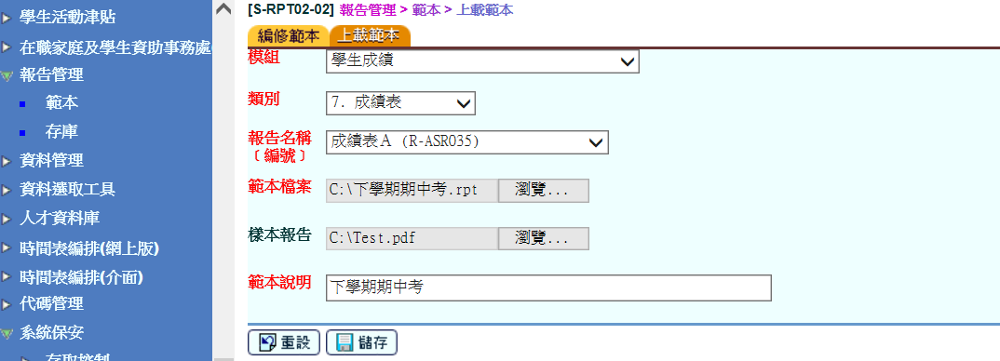 學生活動津貼
在職家庭及學生資助事務處
報告管理
範本
存庫
資料管理
資料選取工具
人才資料庫
時間表編排(網上版)
時間表編排(介面)
代碼管理
系統保安
存取控制
[S-RPT02-02] 報告管理 > 範本 > 上載範本
編修範本 上載範本
模組 學生成績
類別 7. 成績表
報告名稱 成績表A (R-ASR035)
〔編號〕
範本檔案 C:\下學期期中考.rpt 瀏覽...
樣本報告 C:\Test.pdf 瀏覽...
範本說明 下學期期中考
重設 儲存